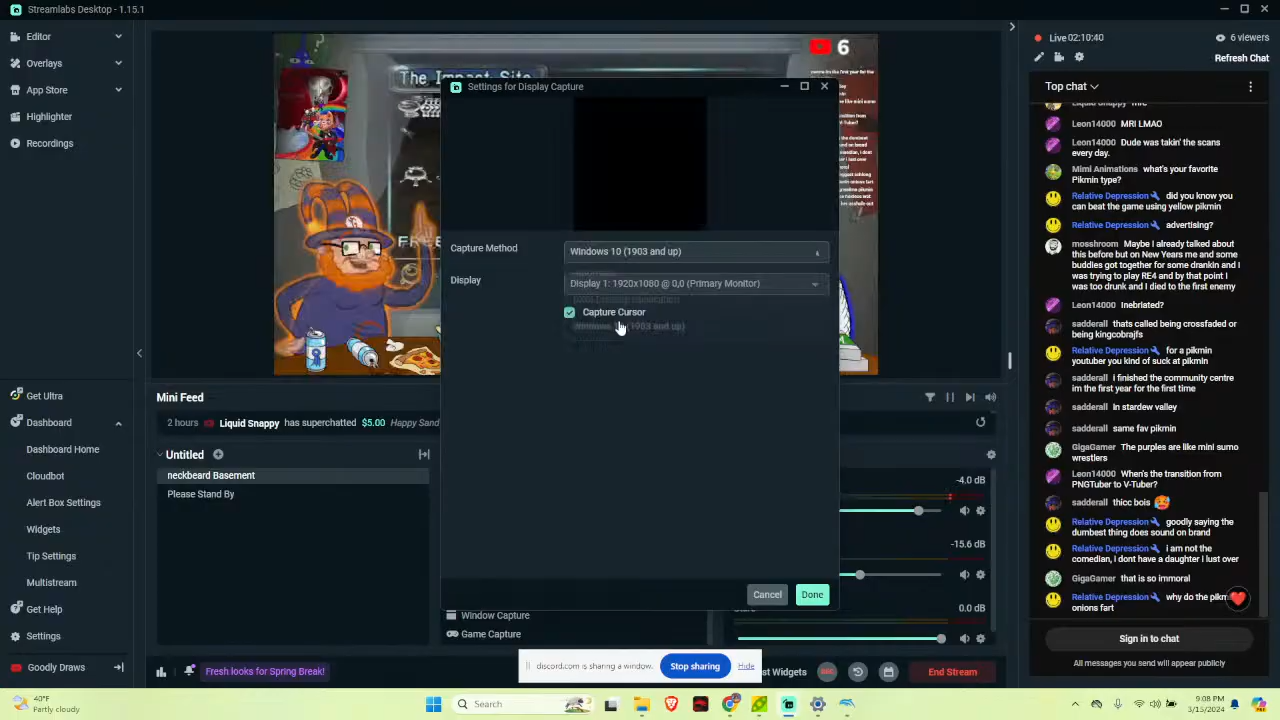 Streamlabs Desktop - 1.15.1
Editor
Overlays
App Store
Highlighter
Recordings
Get Ultra
Dashboard
Dashboard Home
Cloudbot
Alert Box Settings
Widgets
Tip Settings
Multistream
Get Help
Settings
Goodly Draws
The Impact Site
FREE
6
Settings for Display Capture
Capture Method
Windows 10 (1903 and up)
Display
Display 1: 1920x1080 @ 0,0 (Primary Monitor)
Capture Cursor
Cancel
Done
Mini Feed
2 hours Liquid Snappy has superchatted $5.00 Happy Sand
Untitled
neckbeard Basement
Please Stand By
Window Capture
Game Capture
-4.0 dB
-15.6 dB
0.0 dB
discord.com is sharing a window.
Stop sharing
Hide
Fresh looks for Spring Break!
st Widgets
REC
End Stream
Live 02:10:40
6 viewers
Refresh Chat
Top chat
Leon14000 MRI LMAO
Leon14000 Dude was takin' the scans
every day.
Mimi Animations what's your favorite
Pikmin type?
Relative Depression did you know you
can beat the game using yellow pikmin
Relative Depression advertising?
mosshroom Maybe I already talked about
this before but on New Years me and some
buddies got together for some drankin and I
was trying to play RE4 and by that point I
was drunk and I died to the first enemy
Leon14000 Inebriated?
sadderall thats called being crossfaded or
being kingcobrajfs
Relative Depression for a pikmin
youtuber you kind of suck at pikmin
sadderall i finished the community centre
im the first year for the first time
sadderall In stardew valley
sadderall same fav pikmin
GigaGamer The purples are like mini sumo
wrestlers
Leon14000 When's the transition from
PNGTuber to V-Tuber?
sadderall thicc bois
Relative Depression goodly saying the
dumbest thing does sound on brand
Relative Depression i am not the
comedian, i dont have a daughter i lust over
GigaGamer that is so immoral
Relative Depression why do the pikm
onions fart
Sign in to chat
All messages you send will appear publicly
40°F
Partly cloudy
Search
9:08 PM
3/15/2024